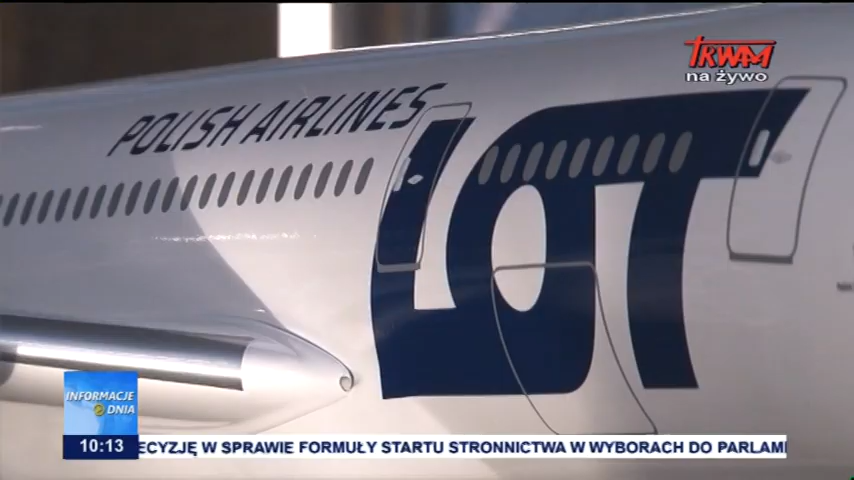 TRWAM
na żywo
POLISH AIRLINES
LOT
INFORMACJE
DNIA
10:13
ECYZJĘ W SPRAWIE FORMUŁY STARTU STRONNICTWA W WYBORACH DO PARLAM